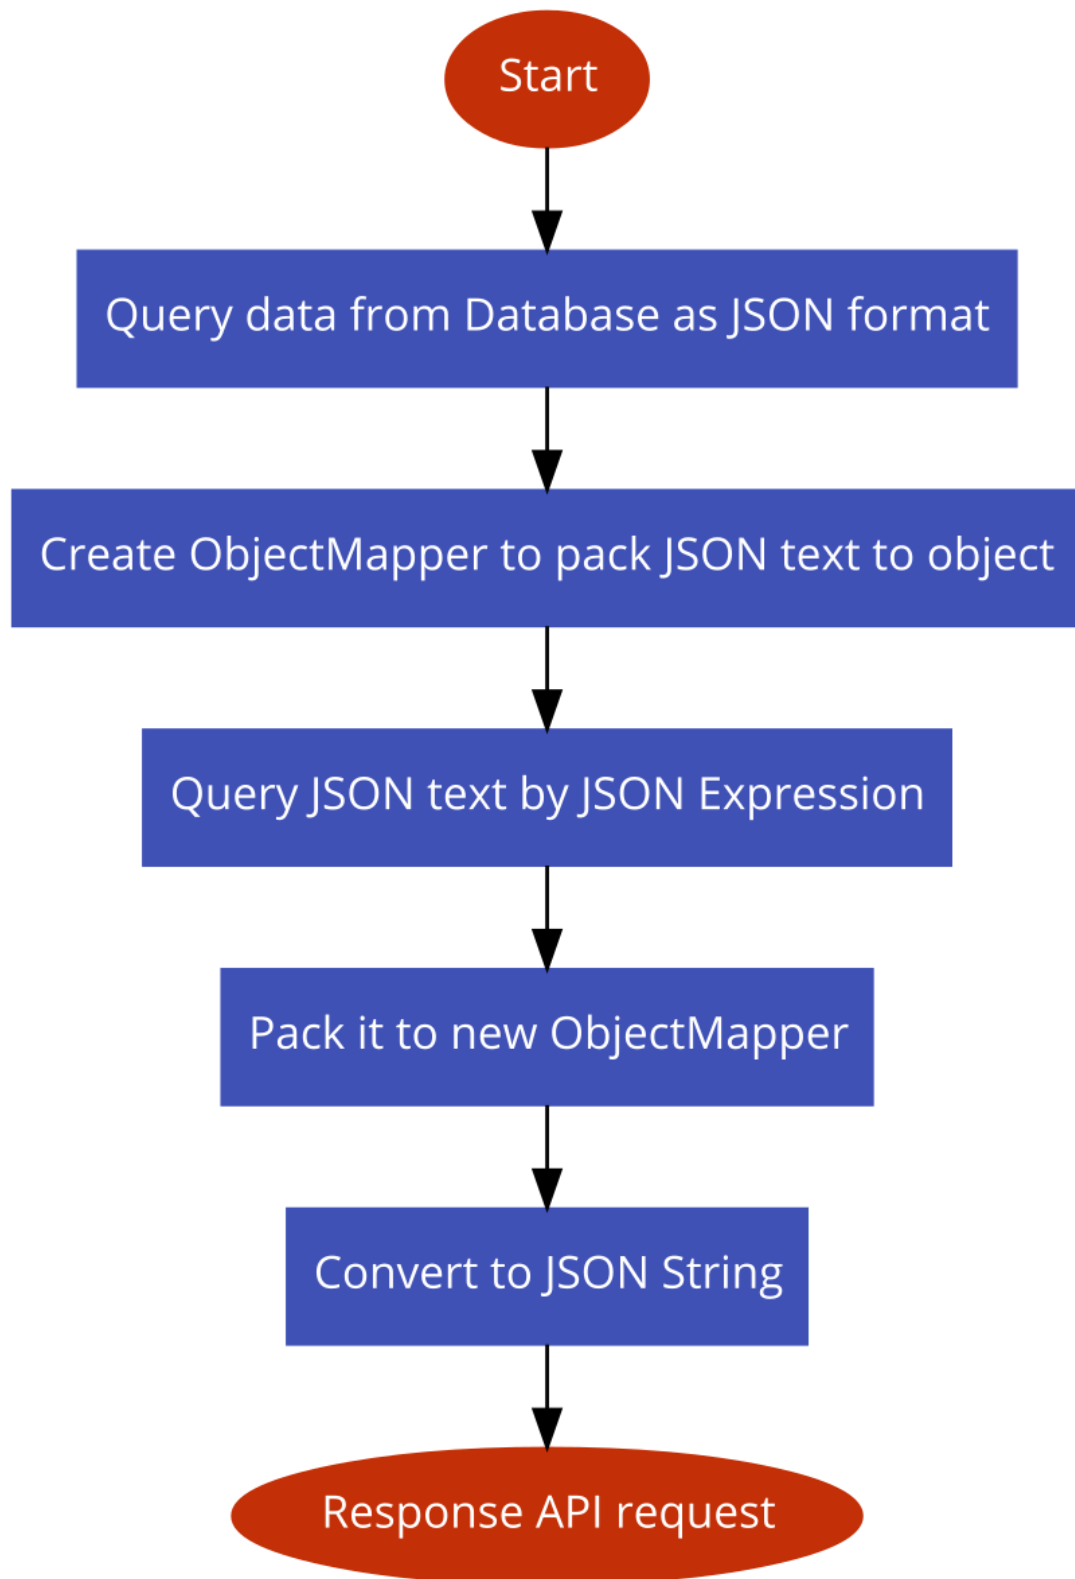 Start
Query data from Database as JSON format
Create ObjectMapper to pack JSON text to object
Query JSON text by JSON Expression
Pack it to new ObjectMapper
Convert to JSON String
Response API request